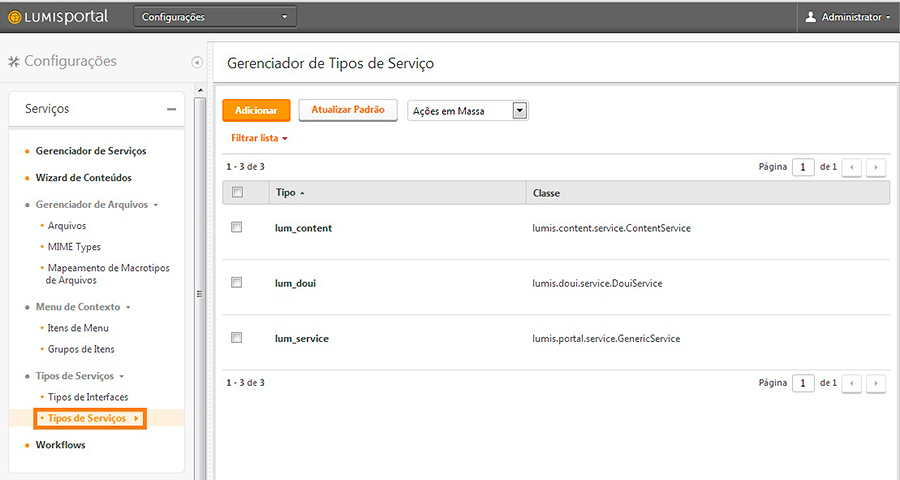 LUMISportal
Configurações
Administrator
Configurações
Serviços
Gerenciador de Serviços
Wizard de Conteúdos
Gerenciador de Arquivos
Arquivos
MIME Types
Mapeamento de Macrotipos
de Arquivos
Menu de Contexto
Itens de Menu
Grupos de Itens
Tipos de Serviços
Tipos de Interfaces
Tipos de Serviços
Workflows
Gerenciador de Tipos de Serviço
Adicionar Atualizar Padrão Ações em Massa
Filtrar lista
1 - 3 de 3 Página 1 de 1
Tipo Classe
lum_content lumis.content.service.ContentService
lum_doui lumis.doui.service.DouiService
lum_service lumis.portal.service.GenericService
1 - 3 de 3 Página 1 de 1